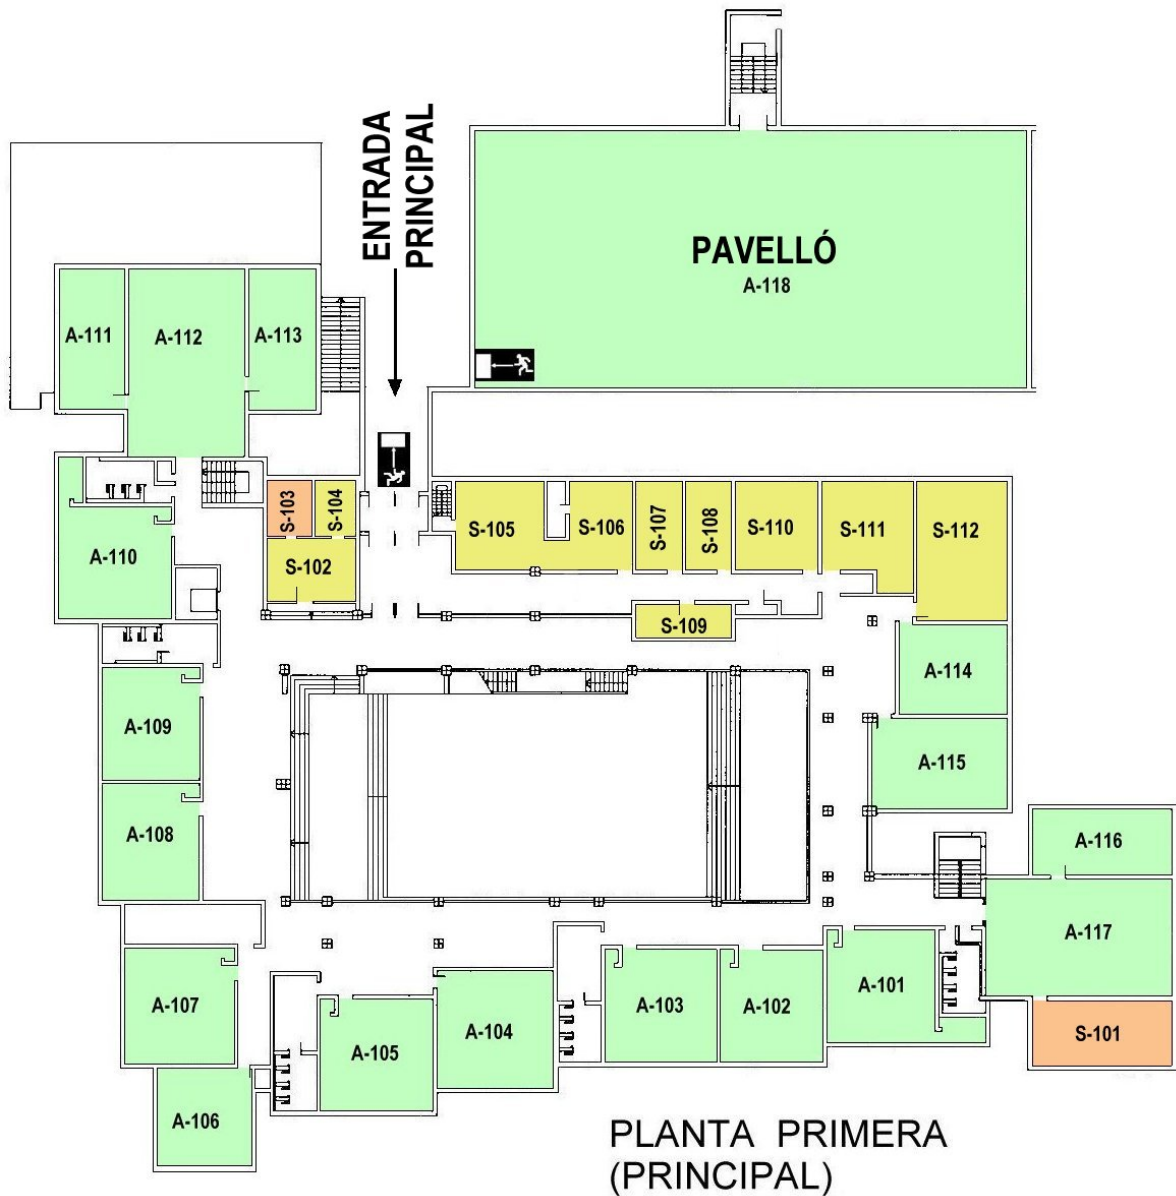 ENTRADA
PRINCIPAL
PAVELLÓ
A-118
A-111
A-112
A-113
S-103
S-104
S-105
S-106
S-107
S-108
S-110
S-111
S-112
A-110
S-102
S-109
A-114
A-109
A-115
A-108
A-116
A-117
A-107
A-105
A-104
A-103
A-102
A-101
S-101
A-106
PLANTA PRIMERA
(PRINCIPAL)